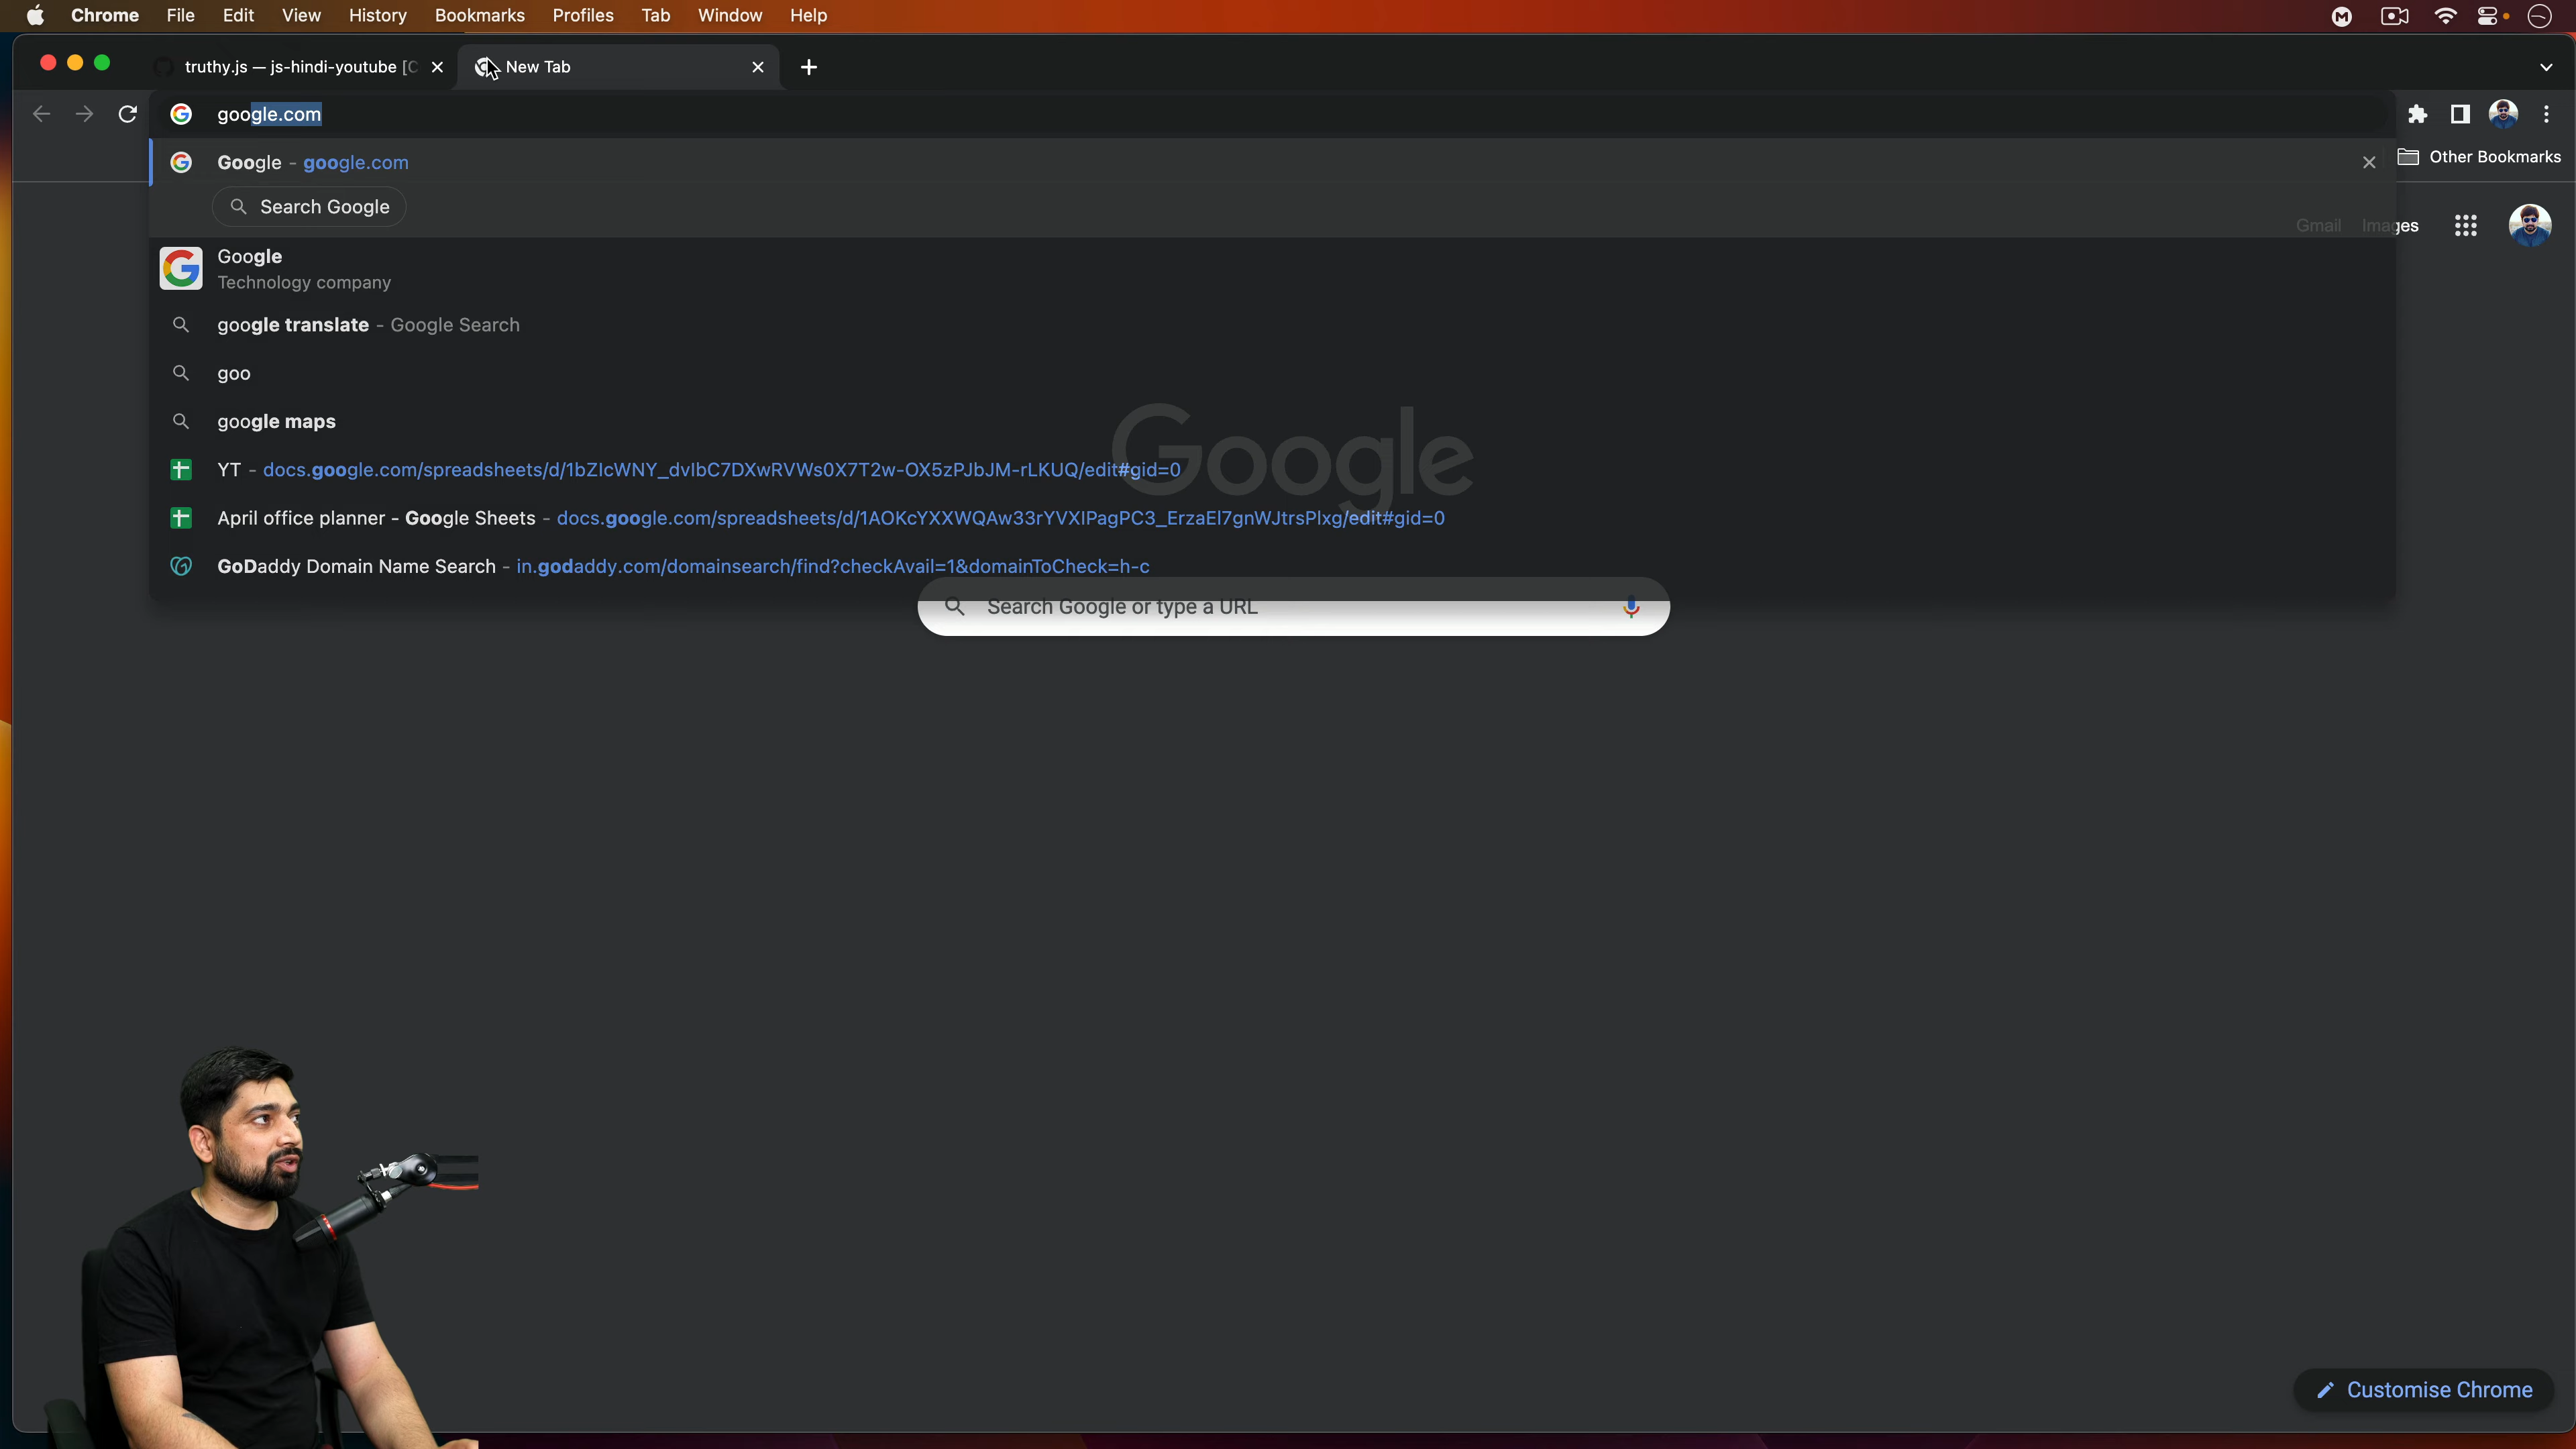 Chrome File Edit View History Bookmarks Profiles Tab Window Help
truthy.js — js-hindi-youtube [C
New Tab
google.com
Google - google.com
Other Bookmarks
Search Google
Gmail Images
Google
Technology company
google translate - Google Search
goo
google maps
Google
YT - docs.google.com/spreadsheets/d/1bZIcWNY_dvIbC7DXwRVWs0X7T2w-OX5zPJbJM-rLKUQ/edit#gid=0
April office planner - Google Sheets - docs.google.com/spreadsheets/d/1AOKcYXXWQAw33rYVXIPagPC3_ErzaEl7gnWJtrsPlxg/edit#gid=0
GoDaddy Domain Name Search - in.godaddy.com/domainsearch/find?checkAvail=1&domainToCheck=h-c
Search Google or type a URL
Customise Chrome